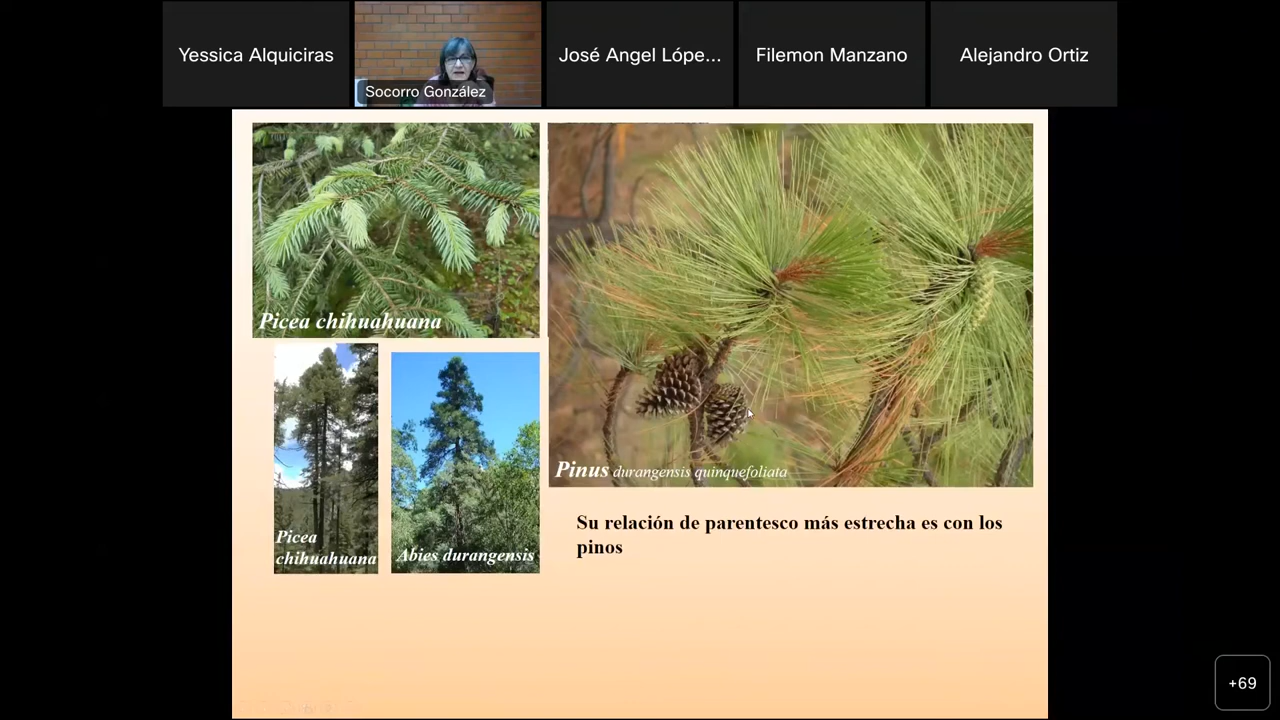 Yessica Alquiciras
Socorro González
José Angel Lópe...
Filemon Manzano
Alejandro Ortiz
Picea chihuahuana
Pinus durangensis quinquefoliata
Picea
chihuahuana
Abies durangensis
Su relación de parentesco más estrecha es con los
pinos
+69